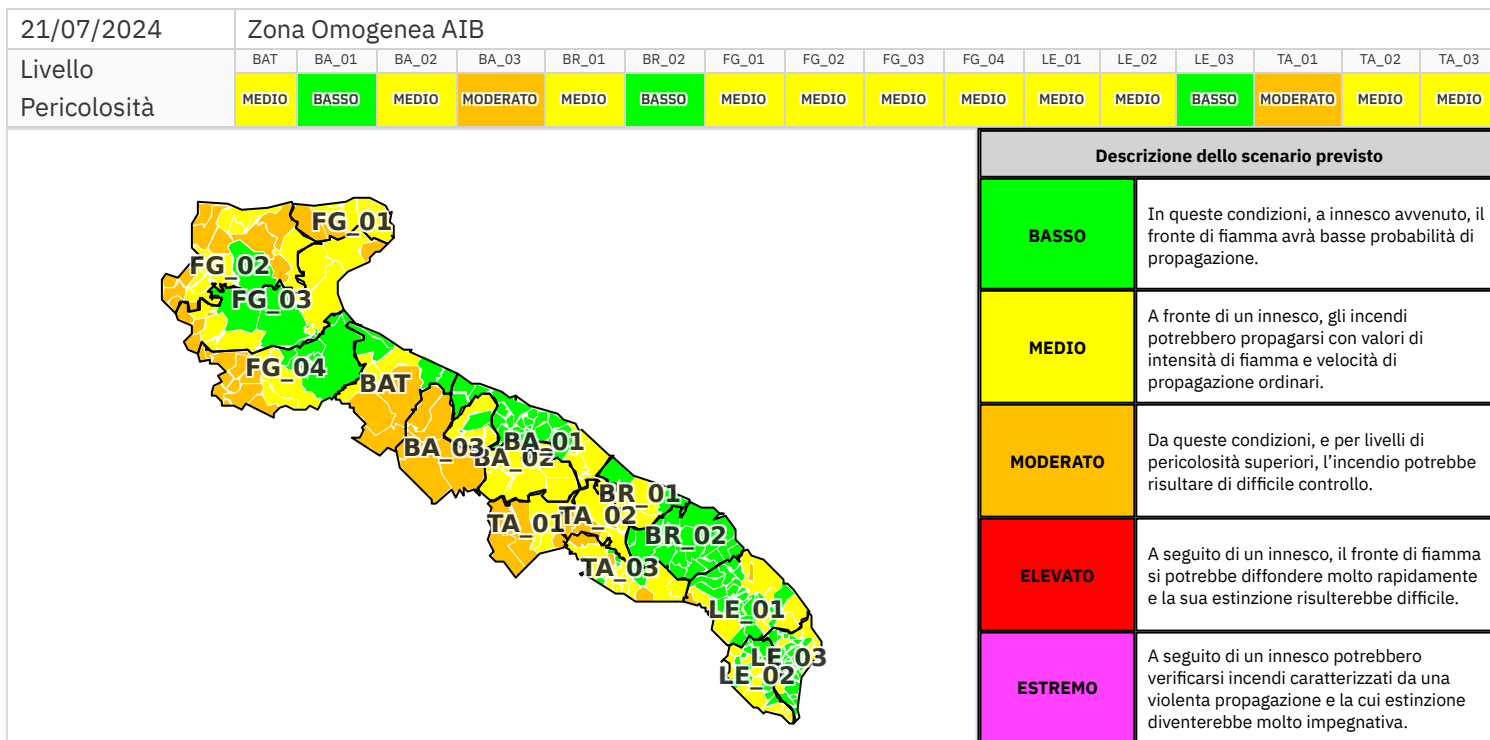 21/07/2024
Zona Omogenea AIB
Livello
Pericolosità
BAT BA_01 BA_02 BA_03 BR_01 BR_02 FG_01 FG_02 FG_03 FG_04 LE_01 LE_02 LE_03 TA_01 TA_02 TA_03
MEDIO BASSO MEDIO MODERATO MEDIO BASSO MEDIO MEDIO MEDIO MEDIO MEDIO MEDIO BASSO MODERATO MEDIO MEDIO
FG_01
FG_02
FG_03
FG_04
BAT
BA_03
BA_01
BA_02
BR_01
TA_01
TA_02
BR_02
TA_03
LE_01
LE_03
LE_02
Descrizione dello scenario previsto
BASSO
In queste condizioni, a innesco avvenuto, il
fronte di fiamma avrà basse probabilità di
propagazione.
MEDIO
A fronte di un innesco, gli incendi
potrebbero propagarsi con valori di
intensità di fiamma e velocità di
propagazione ordinari.
MODERATO
Da queste condizioni, e per livelli di
pericolosità superiori, l’incendio potrebbe
risultare di difficile controllo.
ELEVATO
A seguito di un innesco, il fronte di fiamma
si potrebbe diffondere molto rapidamente
e la sua estinzione risulterebbe difficile.
ESTREMO
A seguito di un innesco potrebbero
verificarsi incendi caratterizzati da una
violenta propagazione e la cui estinzione
diventerebbe molto impegnativa.